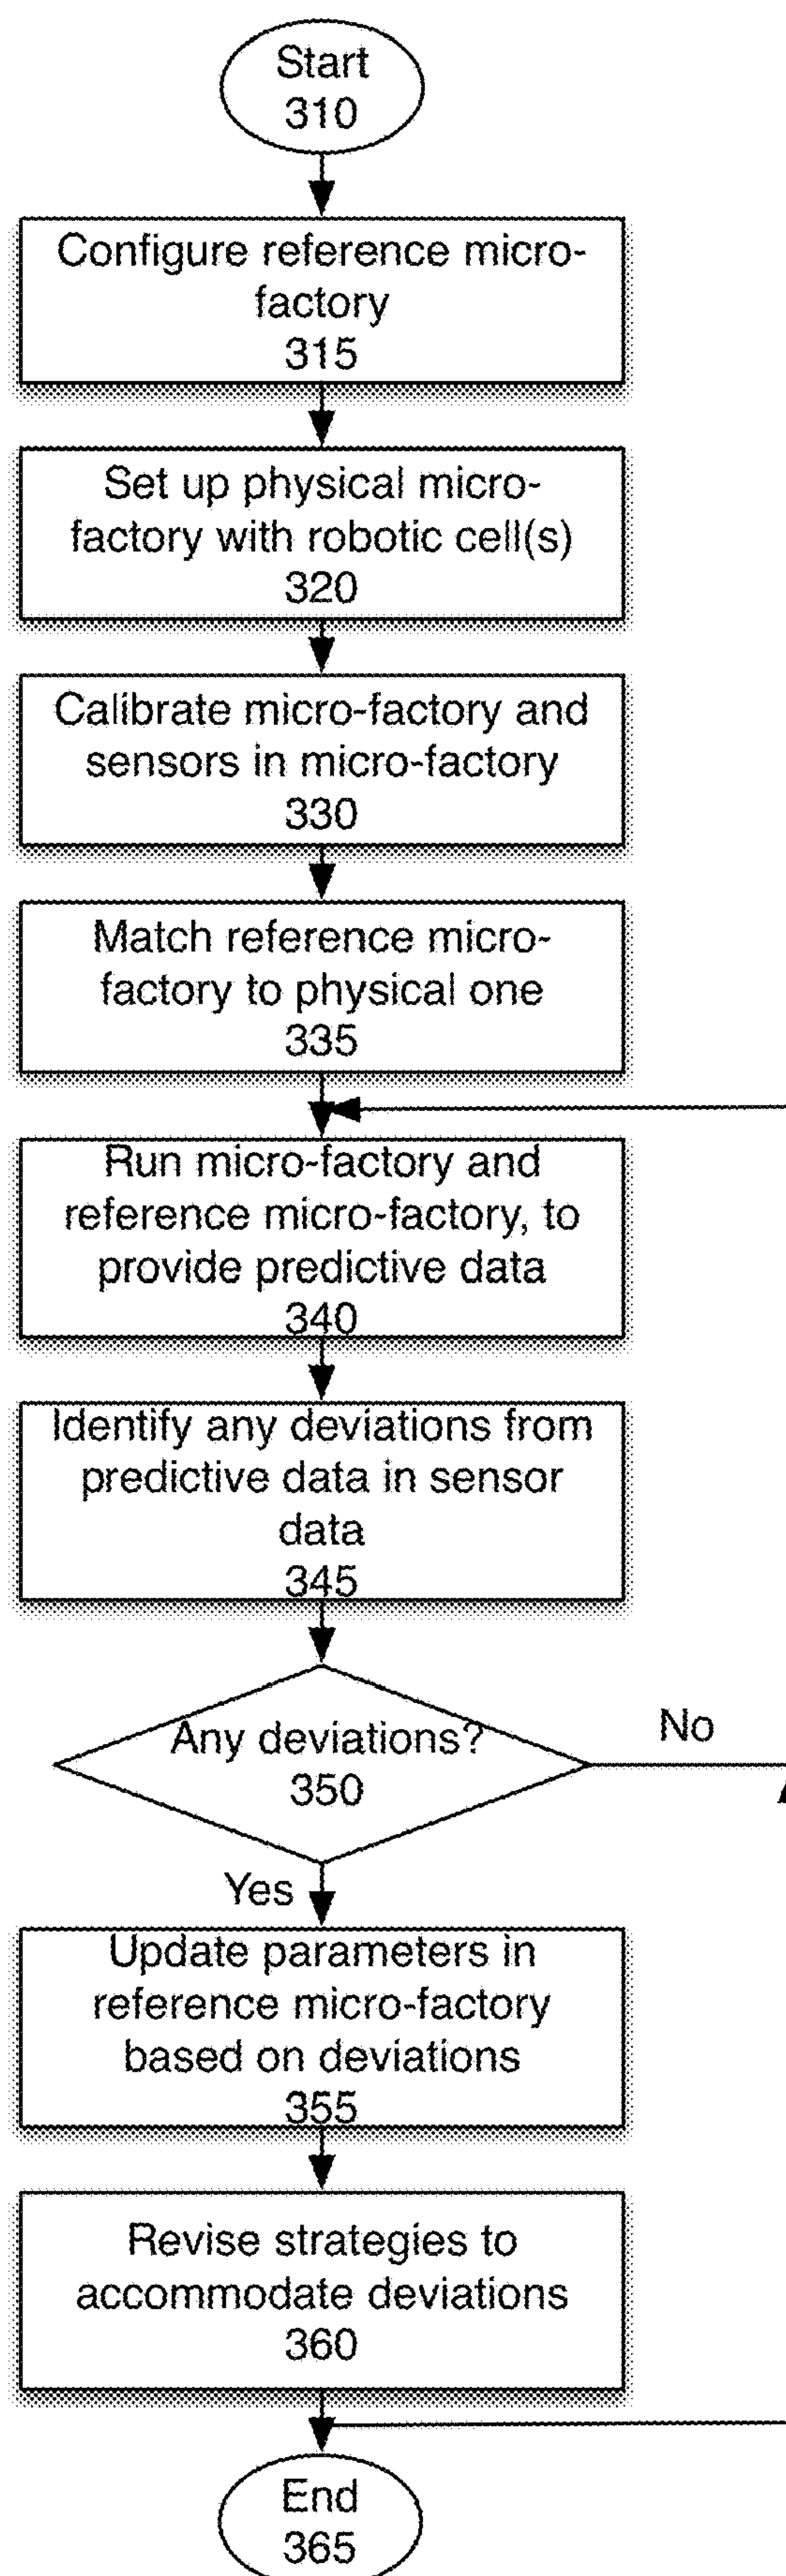 Start
310
Configure reference micro-
factory
315
Set up physical micro-
factory with robotic cell(s)
320
Calibrate micro-factory and
sensors in micro-factory
330
Match reference micro-
factory to physical one
335
Run micro-factory and
reference micro-factory, to
provide predictive data
340
Identify any deviations from
predictive data in sensor
data
345
Any deviations?
350
No
Yes
Update parameters in
reference micro-factory
based on deviations
355
Revise strategies to
accommodate deviations
360
End
365